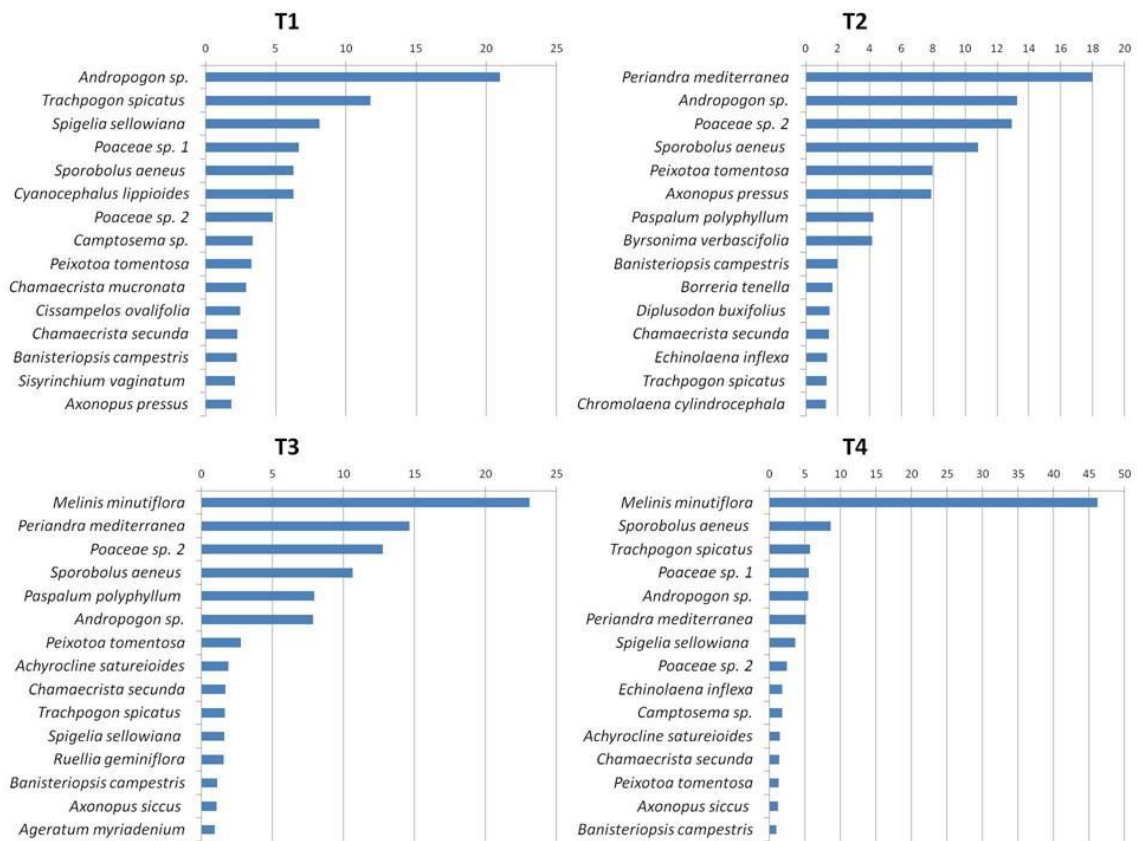 T1
0 5 10 15 20 25
Andropogon sp.
Trachpogon spicatus
Spigelia sellowiana
Poaceae sp. 1
Sporobolus aeneus
Cyanocephalus lippioides
Poaceae sp. 2
Camptosema sp.
Peixotoa tomentosa
Chamaecrista mucronata
Cissampelos ovalifolia
Chamaecrista secunda
Banisteriopsis campestris
Sisyrinchium vaginatum
Axonopus pressus
T2
0 2 4 6 8 10 12 14 16 18 20
Periandra mediterranea
Andropogon sp.
Poaceae sp. 2
Sporobolus aeneus
Peixotoa tomentosa
Axonopus pressus
Paspalum polyphyllum
Byrsonima verbascifolia
Banisteriopsis campestris
Borreria tenella
Diplusodon buxifolius
Chamaecrista secunda
Echinolaena inflexa
Trachpogon spicatus
Chromolaena cylindrocephala
T3
0 5 10 15 20 25
Melinis minutiflora
Periandra mediterranea
Poaceae sp. 2
Sporobolus aeneus
Paspalum polyphyllum
Andropogon sp.
Peixotoa tomentosa
Achyrocline satureioides
Chamaecrista secunda
Trachpogon spicatus
Spigelia sellowiana
Ruellia geminiflora
Banisteriopsis campestris
Axonopus siccus
Ageratum myriadenium
T4
0 5 10 15 20 25 30 35 40 45 50
Melinis minutiflora
Sporobolus aeneus
Trachpogon spicatus
Poaceae sp. 1
Andropogon sp.
Periandra mediterranea
Spigelia sellowiana
Poaceae sp. 2
Echinolaena inflexa
Camptosema sp.
Achyrocline satureioides
Chamaecrista secunda
Peixotoa tomentosa
Axonopus siccus
Banisteriopsis campestris